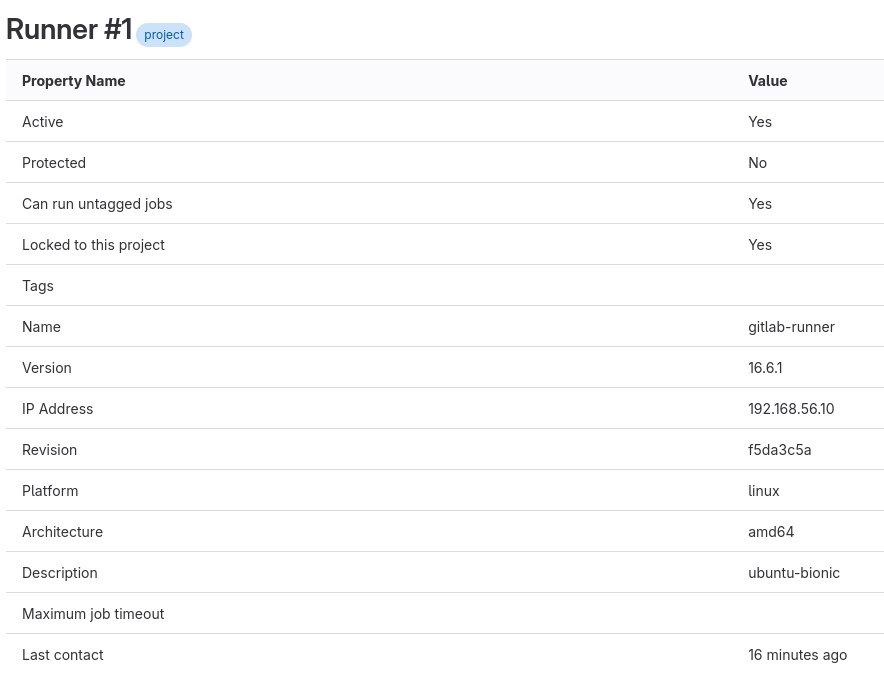 Runner #1 project
Property Name Value
Active Yes
Protected No
Can run untagged jobs Yes
Locked to this project Yes
Tags
Name gitlab-runner
Version 16.6.1
IP Address 192.168.56.10
Revision f5da3c5a
Platform linux
Architecture amd64
Description ubuntu-bionic
Maximum job timeout
Last contact 16 minutes ago